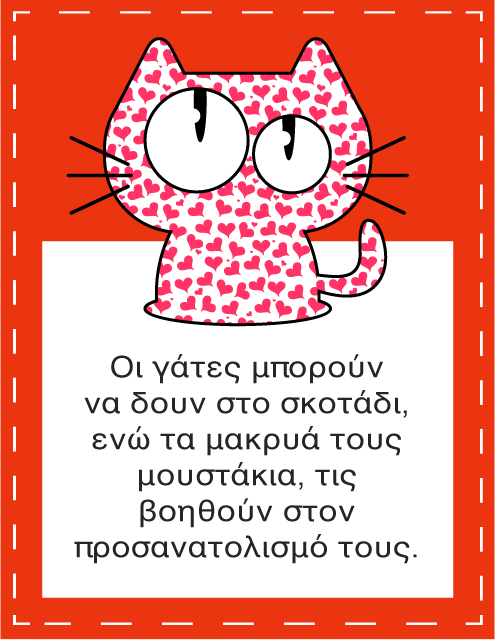 Οι γάτες μπορούν
να δουν στο σκοτάδι,
ενώ τα μακρυά τους
μουστάκια, τις
βοηθούν στον
προσανατολισμό τους.